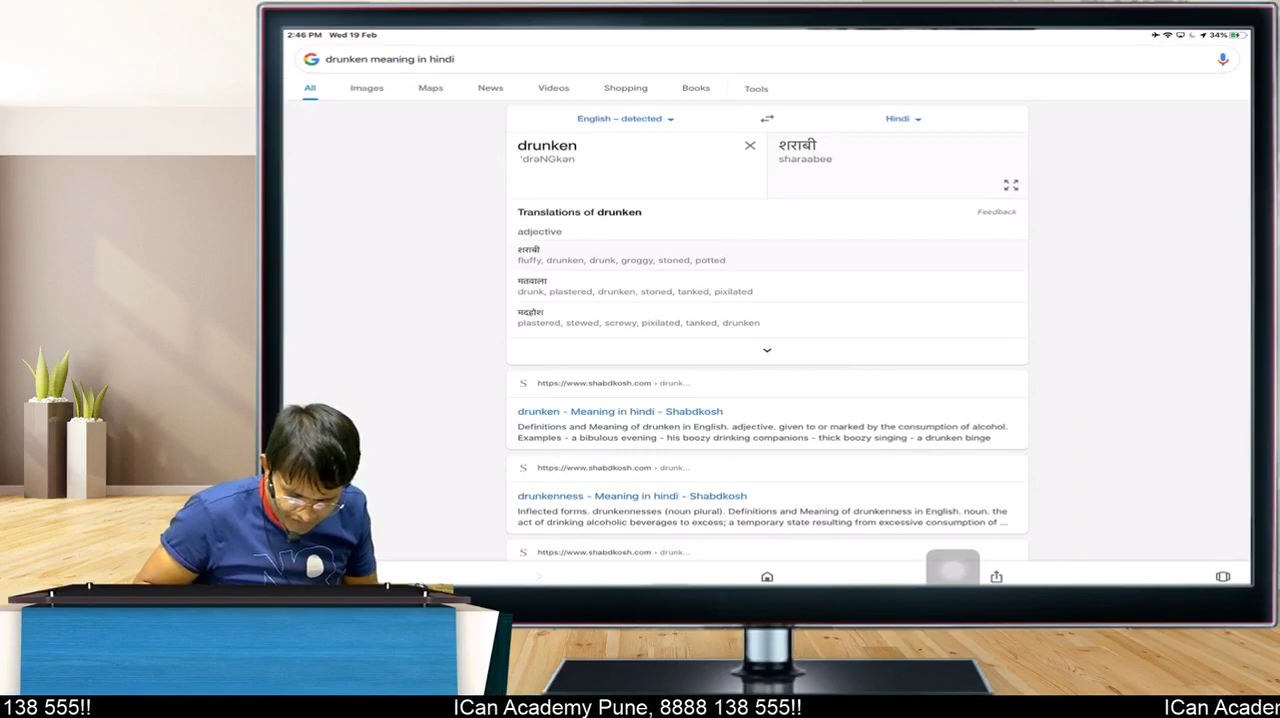 2:46 PM Wed 19 Feb
34%
G drunken meaning in hindi
All Images Maps News Videos Shopping Books Tools
English – detected Hindi
drunken शराबी
ˈdrəNGkən sharaabee
Translations of drunken Feedback
adjective
शराबी
fluffy, drunken, drunk, groggy, stoned, potted
मतवाला
drunk, plastered, drunken, stoned, tanked, pixilated
मदहोश
plastered, stewed, screwy, pixilated, tanked, drunken
S https://www.shabdkosh.com › drunk...
drunken - Meaning in hindi - Shabdkosh
Definitions and Meaning of drunken in English. adjective. given to or marked by the consumption of alcohol.
Examples - a bibulous evening - his boozy drinking companions - thick boozy singing - a drunken binge
S https://www.shabdkosh.com › drunk...
drunkenness - Meaning in hindi - Shabdkosh
Inflected forms. drunkennesses (noun plural). Definitions and Meaning of drunkenness in English. noun. the
act of drinking alcoholic beverages to excess; a temporary state resulting from excessive consumption of ...
S https://www.shabdkosh.com › drunk...
138 555!! ICan Academy Pune, 8888 138 555!! ICan Acader